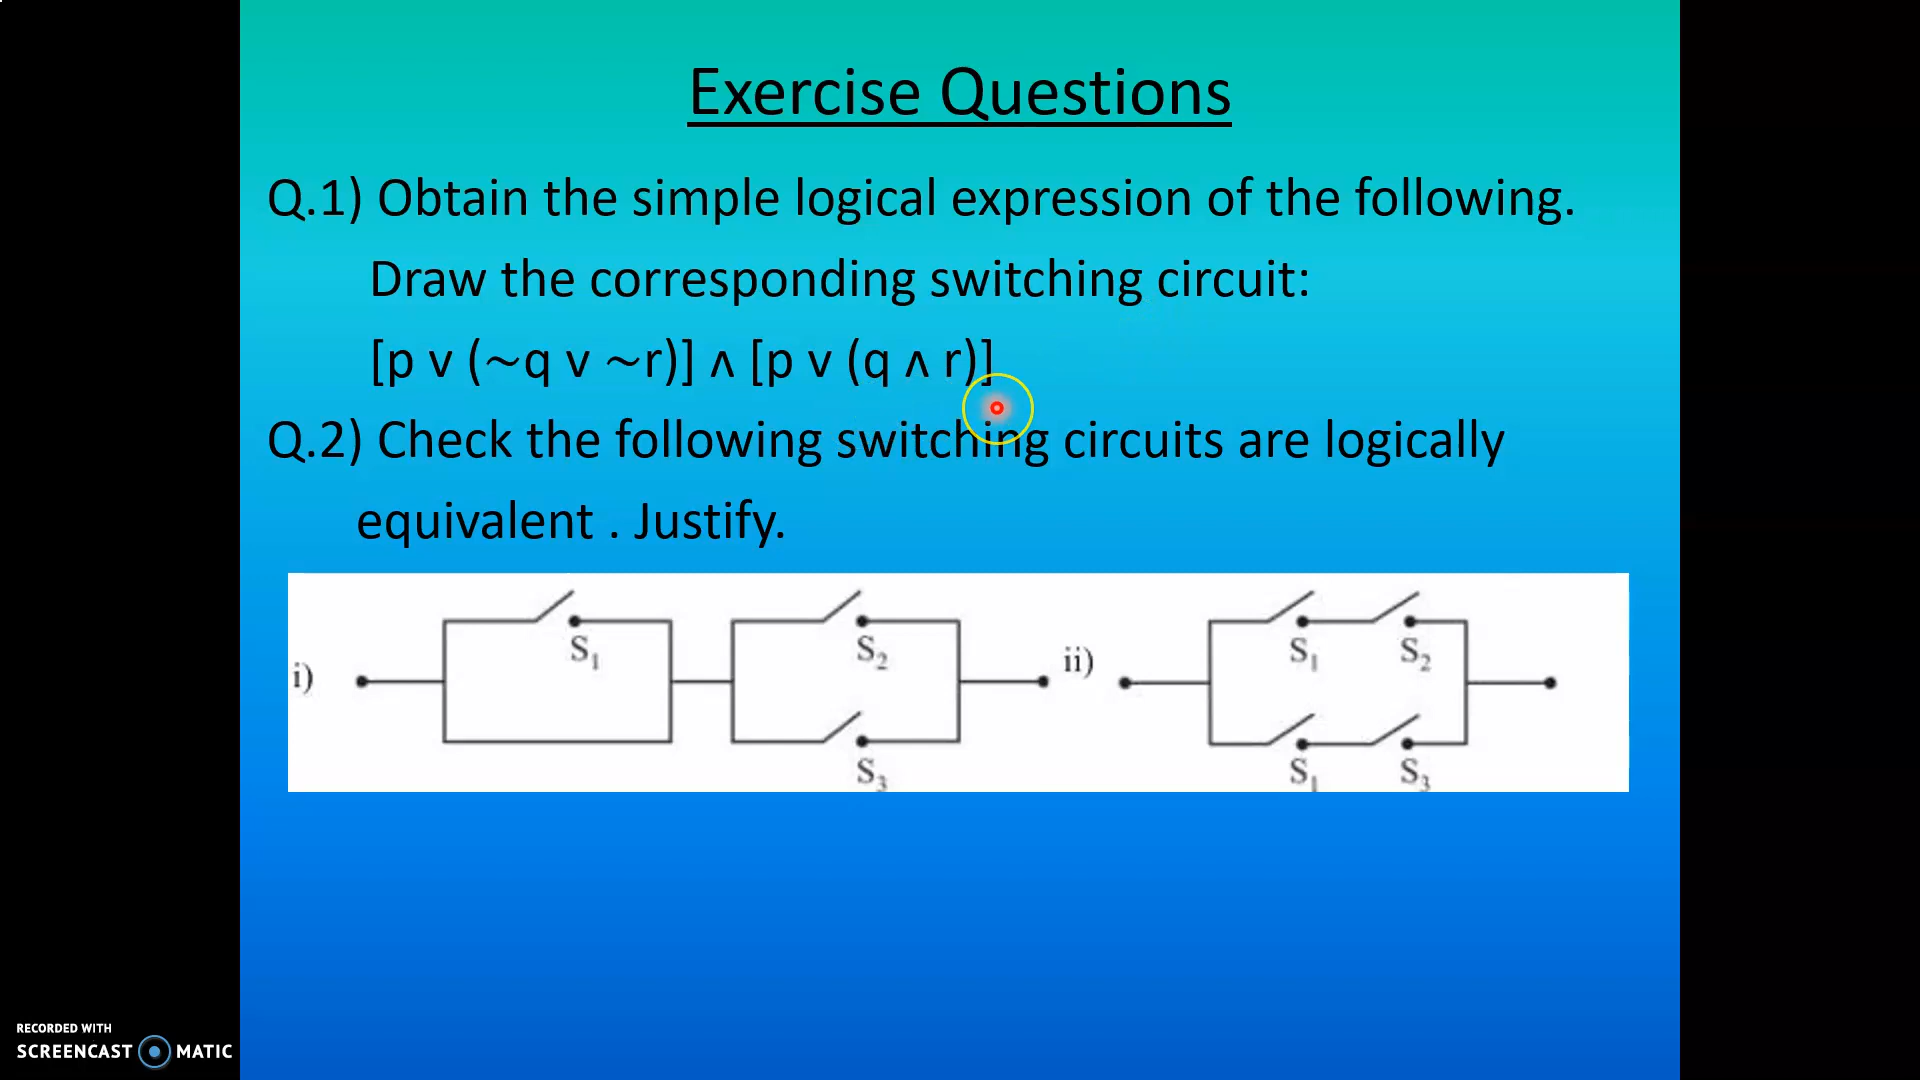 Exercise Questions
Q.1) Obtain the simple logical expression of the following.
Draw the corresponding switching circuit:
[p v (~q v ~r)] ʌ [p v (q ʌ r)]
Q.2) Check the following switching circuits are logically
equivalent . Justify.
i)
S₁
S₂
S₃
ii)
S₁
S₂
S₁
S₃
RECORDED WITH
SCREENCAST MATIC